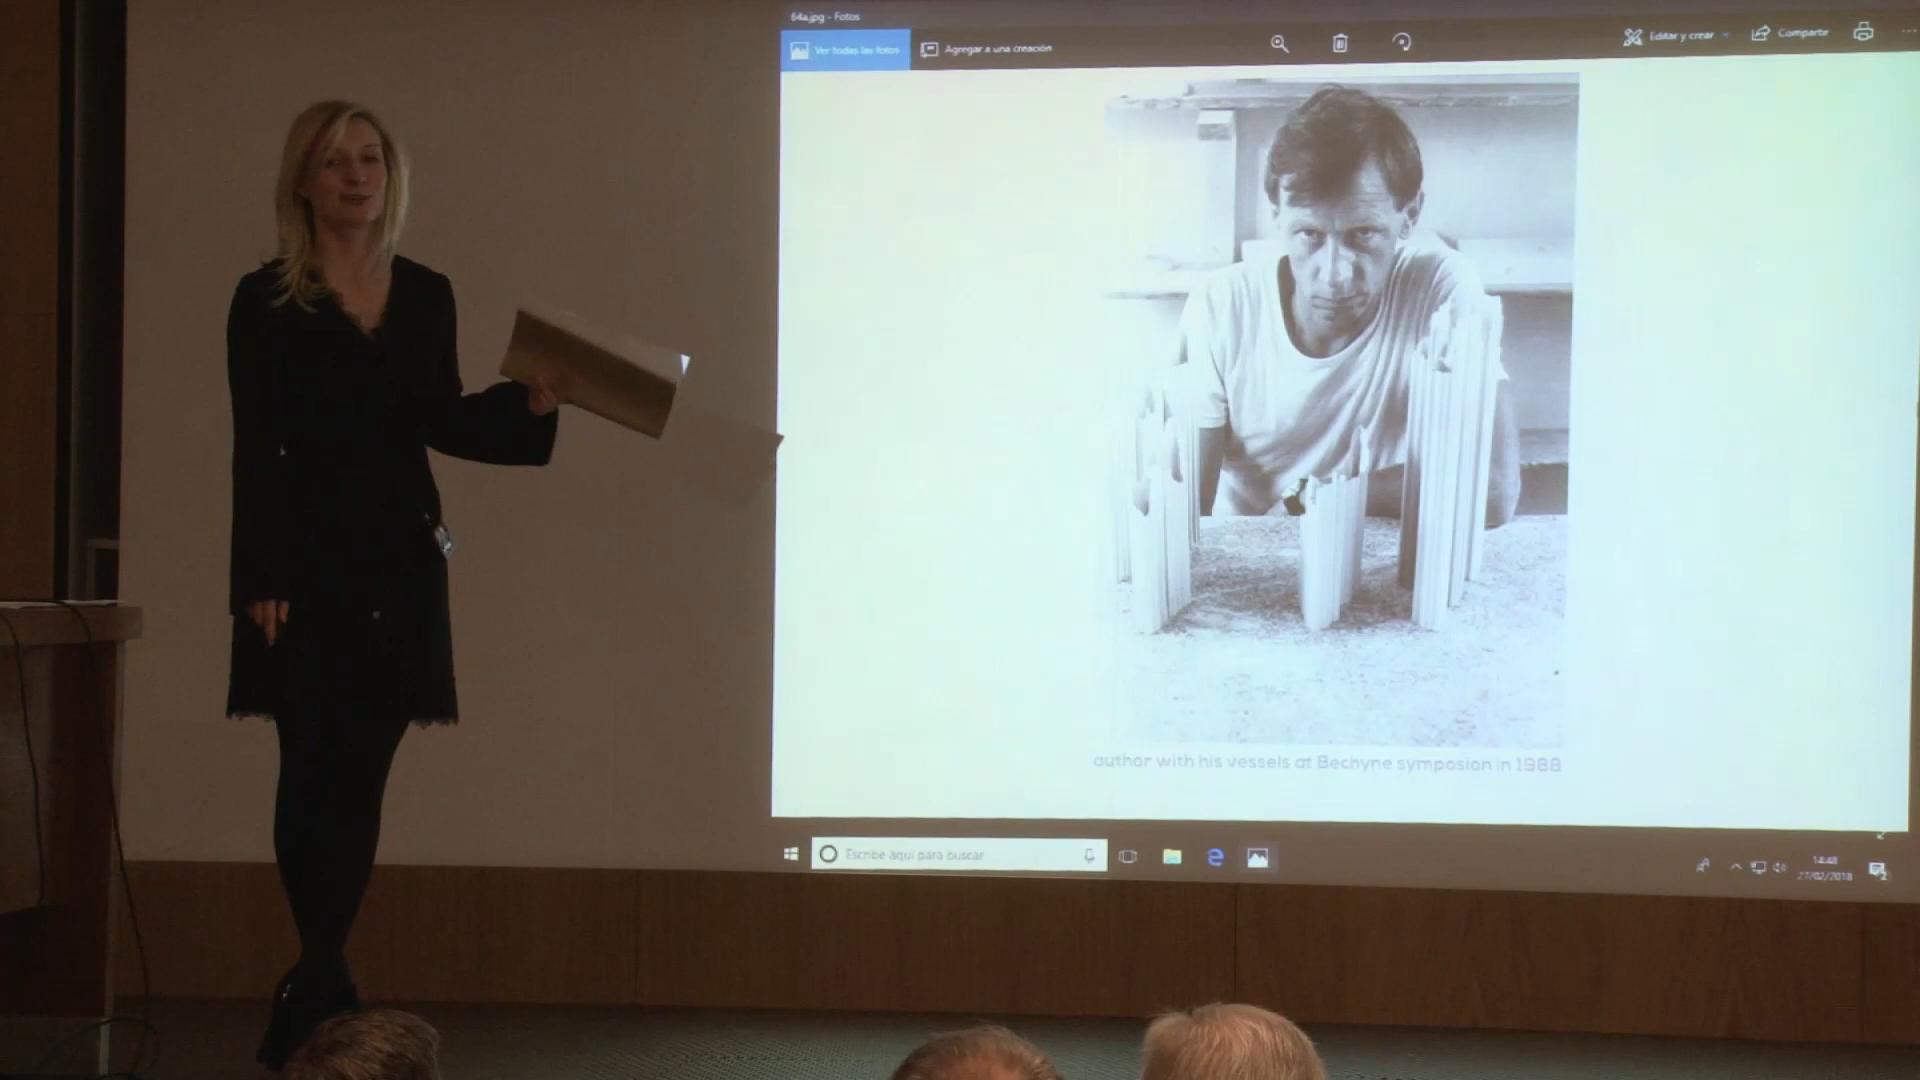 64a.jpg - Fotos
Ver todas las fotos
Agregar a una creación
Editar y crear
Compartir
author with his vessels at Bechyne symposion in 1988
Escribe aquí para buscar
14:48
27/02/2018